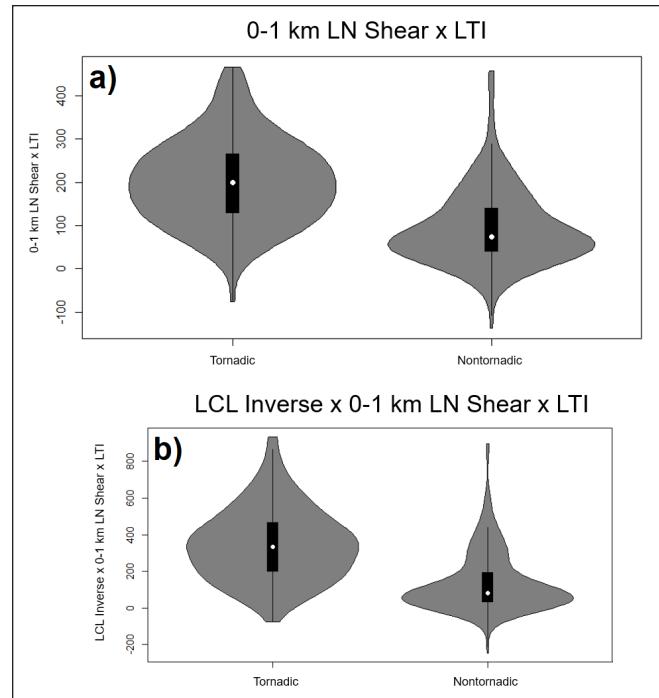 0-1 km LN Shear x LTI
a)
0-1 km LN Shear x LTI
400
300
200
100
0
-100
Tornadic
Nontornadic
LCL Inverse x 0-1 km LN Shear x LTI
b)
LCL Inverse x 0-1 km LN Shear x LTI
800
600
400
200
0
-200
Tornadic
Nontornadic